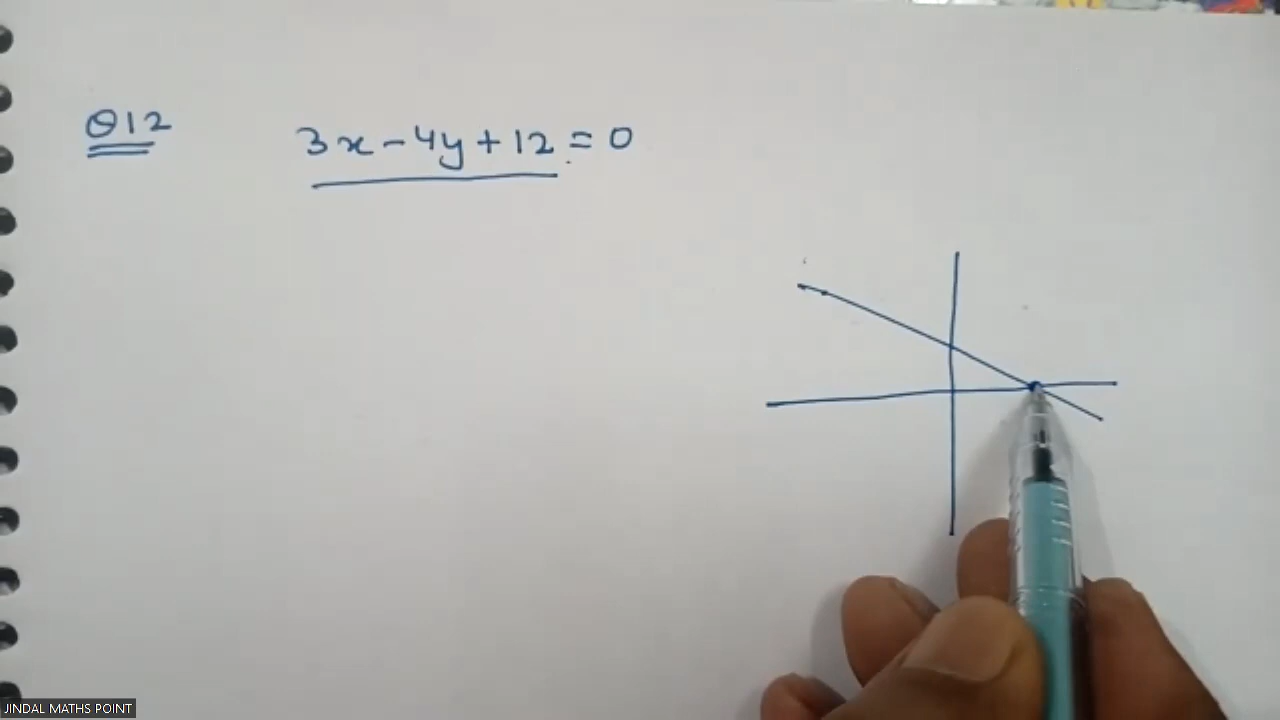 Q12 3x - 4y + 12 = 0
JINDAL MATHS POINT